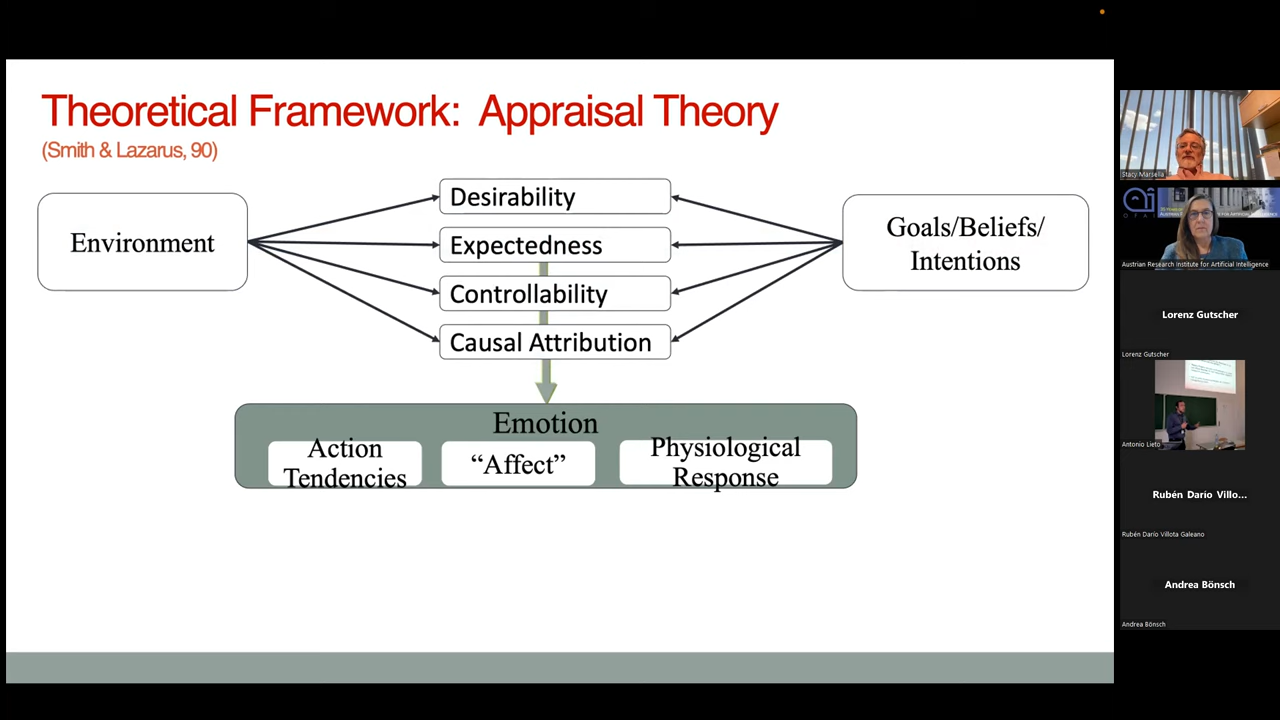 Theoretical Framework: Appraisal Theory
(Smith & Lazarus, 90)
Environment
Desirability
Expectedness
Controllability
Causal Attribution
Goals/Beliefs/
Intentions
Emotion
Action
Tendencies
“Affect”
Physiological
Response
Stacy Marsella
Austrian Research Institute for Artificial Intelligence
Lorenz Gutscher
Lorenz Gutscher
Antonio Lieto
Rubén Darío Villo...
Rubén Darío Villota Galeano
Andrea Bönsch
Andrea Bönsch